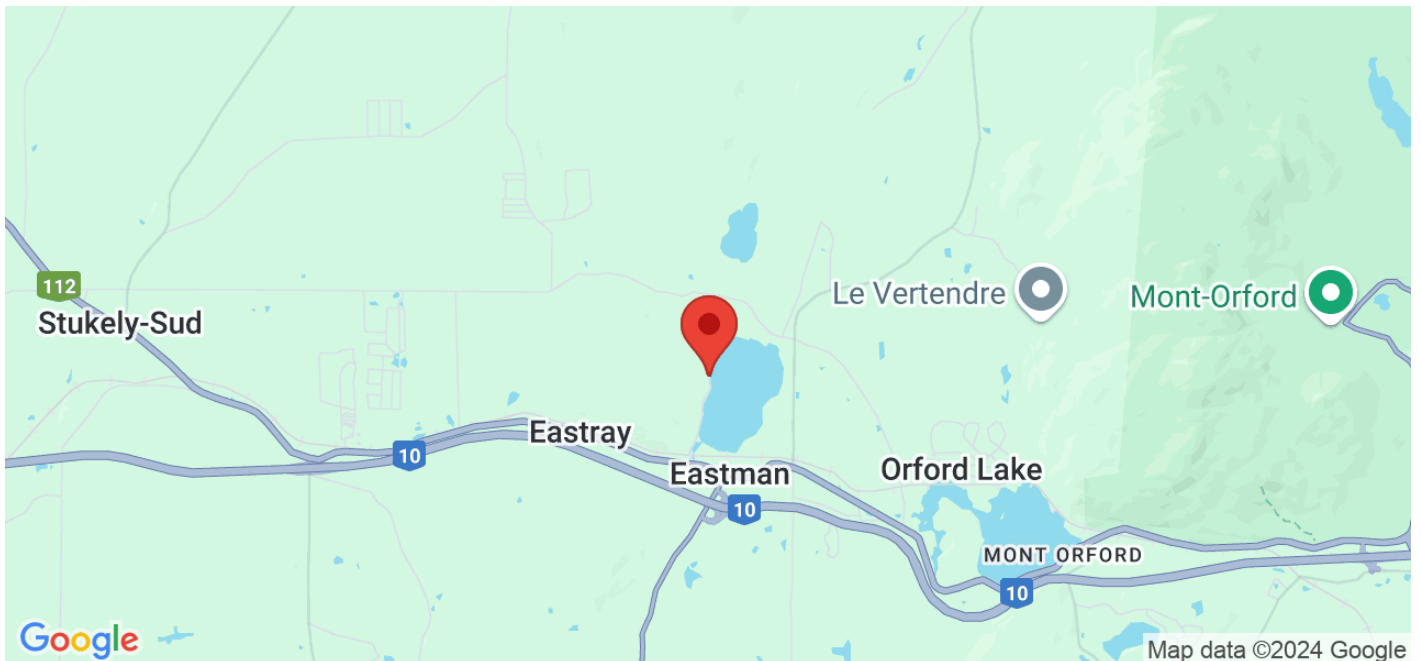 112
Stukely-Sud
Le Vertendre
Mont-Orford
Eastray
10
Eastman
10
Orford Lake
MONT ORFORD
10
Google
Map data ©2024 Google